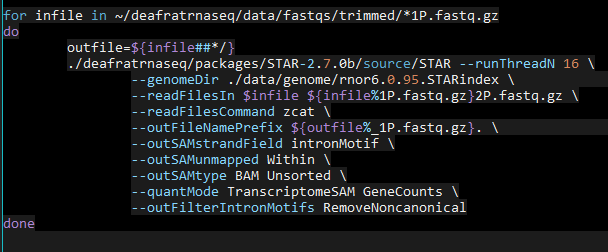 for infile in ~/deafratrnaseq/data/fastqs/trimmed/*1P.fastq.gz
do
outfile=${infile##*/}
./deafratrnaseq/packages/STAR-2.7.0b/source/STAR --runThreadN 16 \
--genomeDir ./data/genome/rnor6.0.95.STARindex \
--readFilesIn $infile ${infile%1P.fastq.gz}2P.fastq.gz \
--readFilesCommand zcat \
--outFileNamePrefix ${outfile%_1P.fastq.gz}. \
--outSAMstrandField intronMotif \
--outSAMunmapped Within \
--outSAMtype BAM Unsorted \
--quantMode TranscriptomeSAM GeneCounts \
--outFilterIntronMotifs RemoveNoncanonical
done